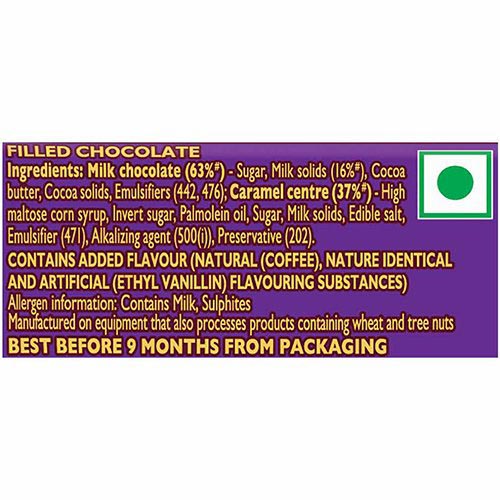 FILLED CHOCOLATE
Ingredients: Milk chocolate (63%#) - Sugar, Milk solids (16%#), Cocoa
butter, Cocoa solids, Emulsifiers (442, 476); Caramel centre (37%#) - High
maltose corn syrup, Invert sugar, Palmolein oil, Sugar, Milk solids, Edible salt,
Emulsifier (471), Alkalizing agent (500(i)), Preservative (202).
CONTAINS ADDED FLAVOUR (NATURAL (COFFEE), NATURE IDENTICAL
AND ARTIFICIAL (ETHYL VANILLIN) FLAVOURING SUBSTANCES)
Allergen information: Contains Milk, Sulphites
Manufactured on equipment that also processes products containing wheat and tree nuts
BEST BEFORE 9 MONTHS FROM PACKAGING